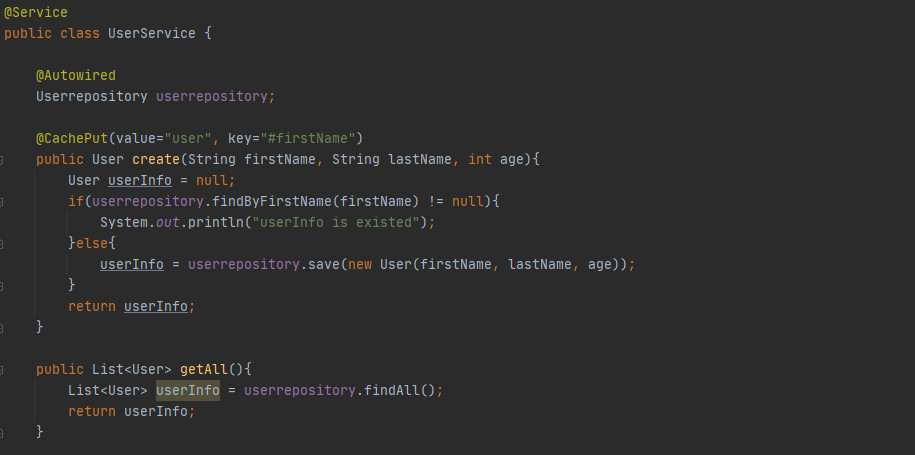 @Service
public class UserService {
@Autowired
Userrepository userrepository;
@CachePut(value="user", key="#firstName")
public User create(String firstName, String lastName, int age){
User userInfo = null;
if(userrepository.findByFirstName(firstName) != null){
System.out.println("userInfo is existed");
}else{
userInfo = userrepository.save(new User(firstName, lastName, age));
}
return userInfo;
}
public List<User> getAll(){
List<User> userInfo = userrepository.findAll();
return userInfo;
}